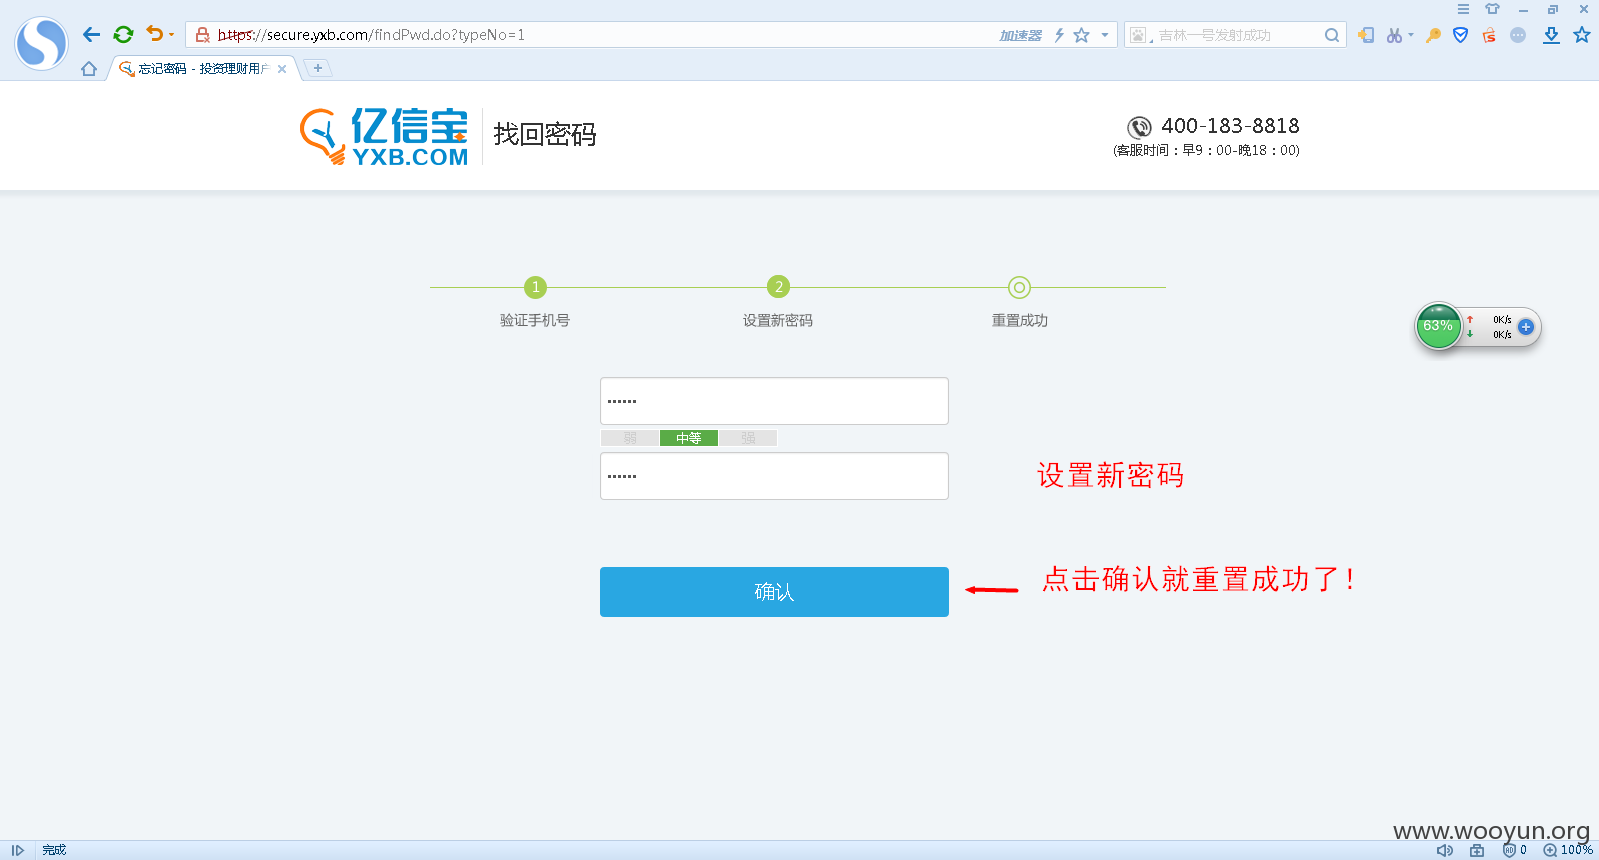 https://secure.yxb.com/findPwd.do?typeNo=1
加速器
吉林一号发射成功
忘记密码 - 投资理财用户
亿信宝
YXB.COM
找回密码
400-183-8818
(客服时间：早9：00-晚18：00)
1
2
验证手机号
设置新密码
重置成功
63%
0K/s
0K/s
••••••
弱
中等
强
••••••
设置新密码
确认
点击确认就重置成功了！
www.wooyun.org
完成
0
100%